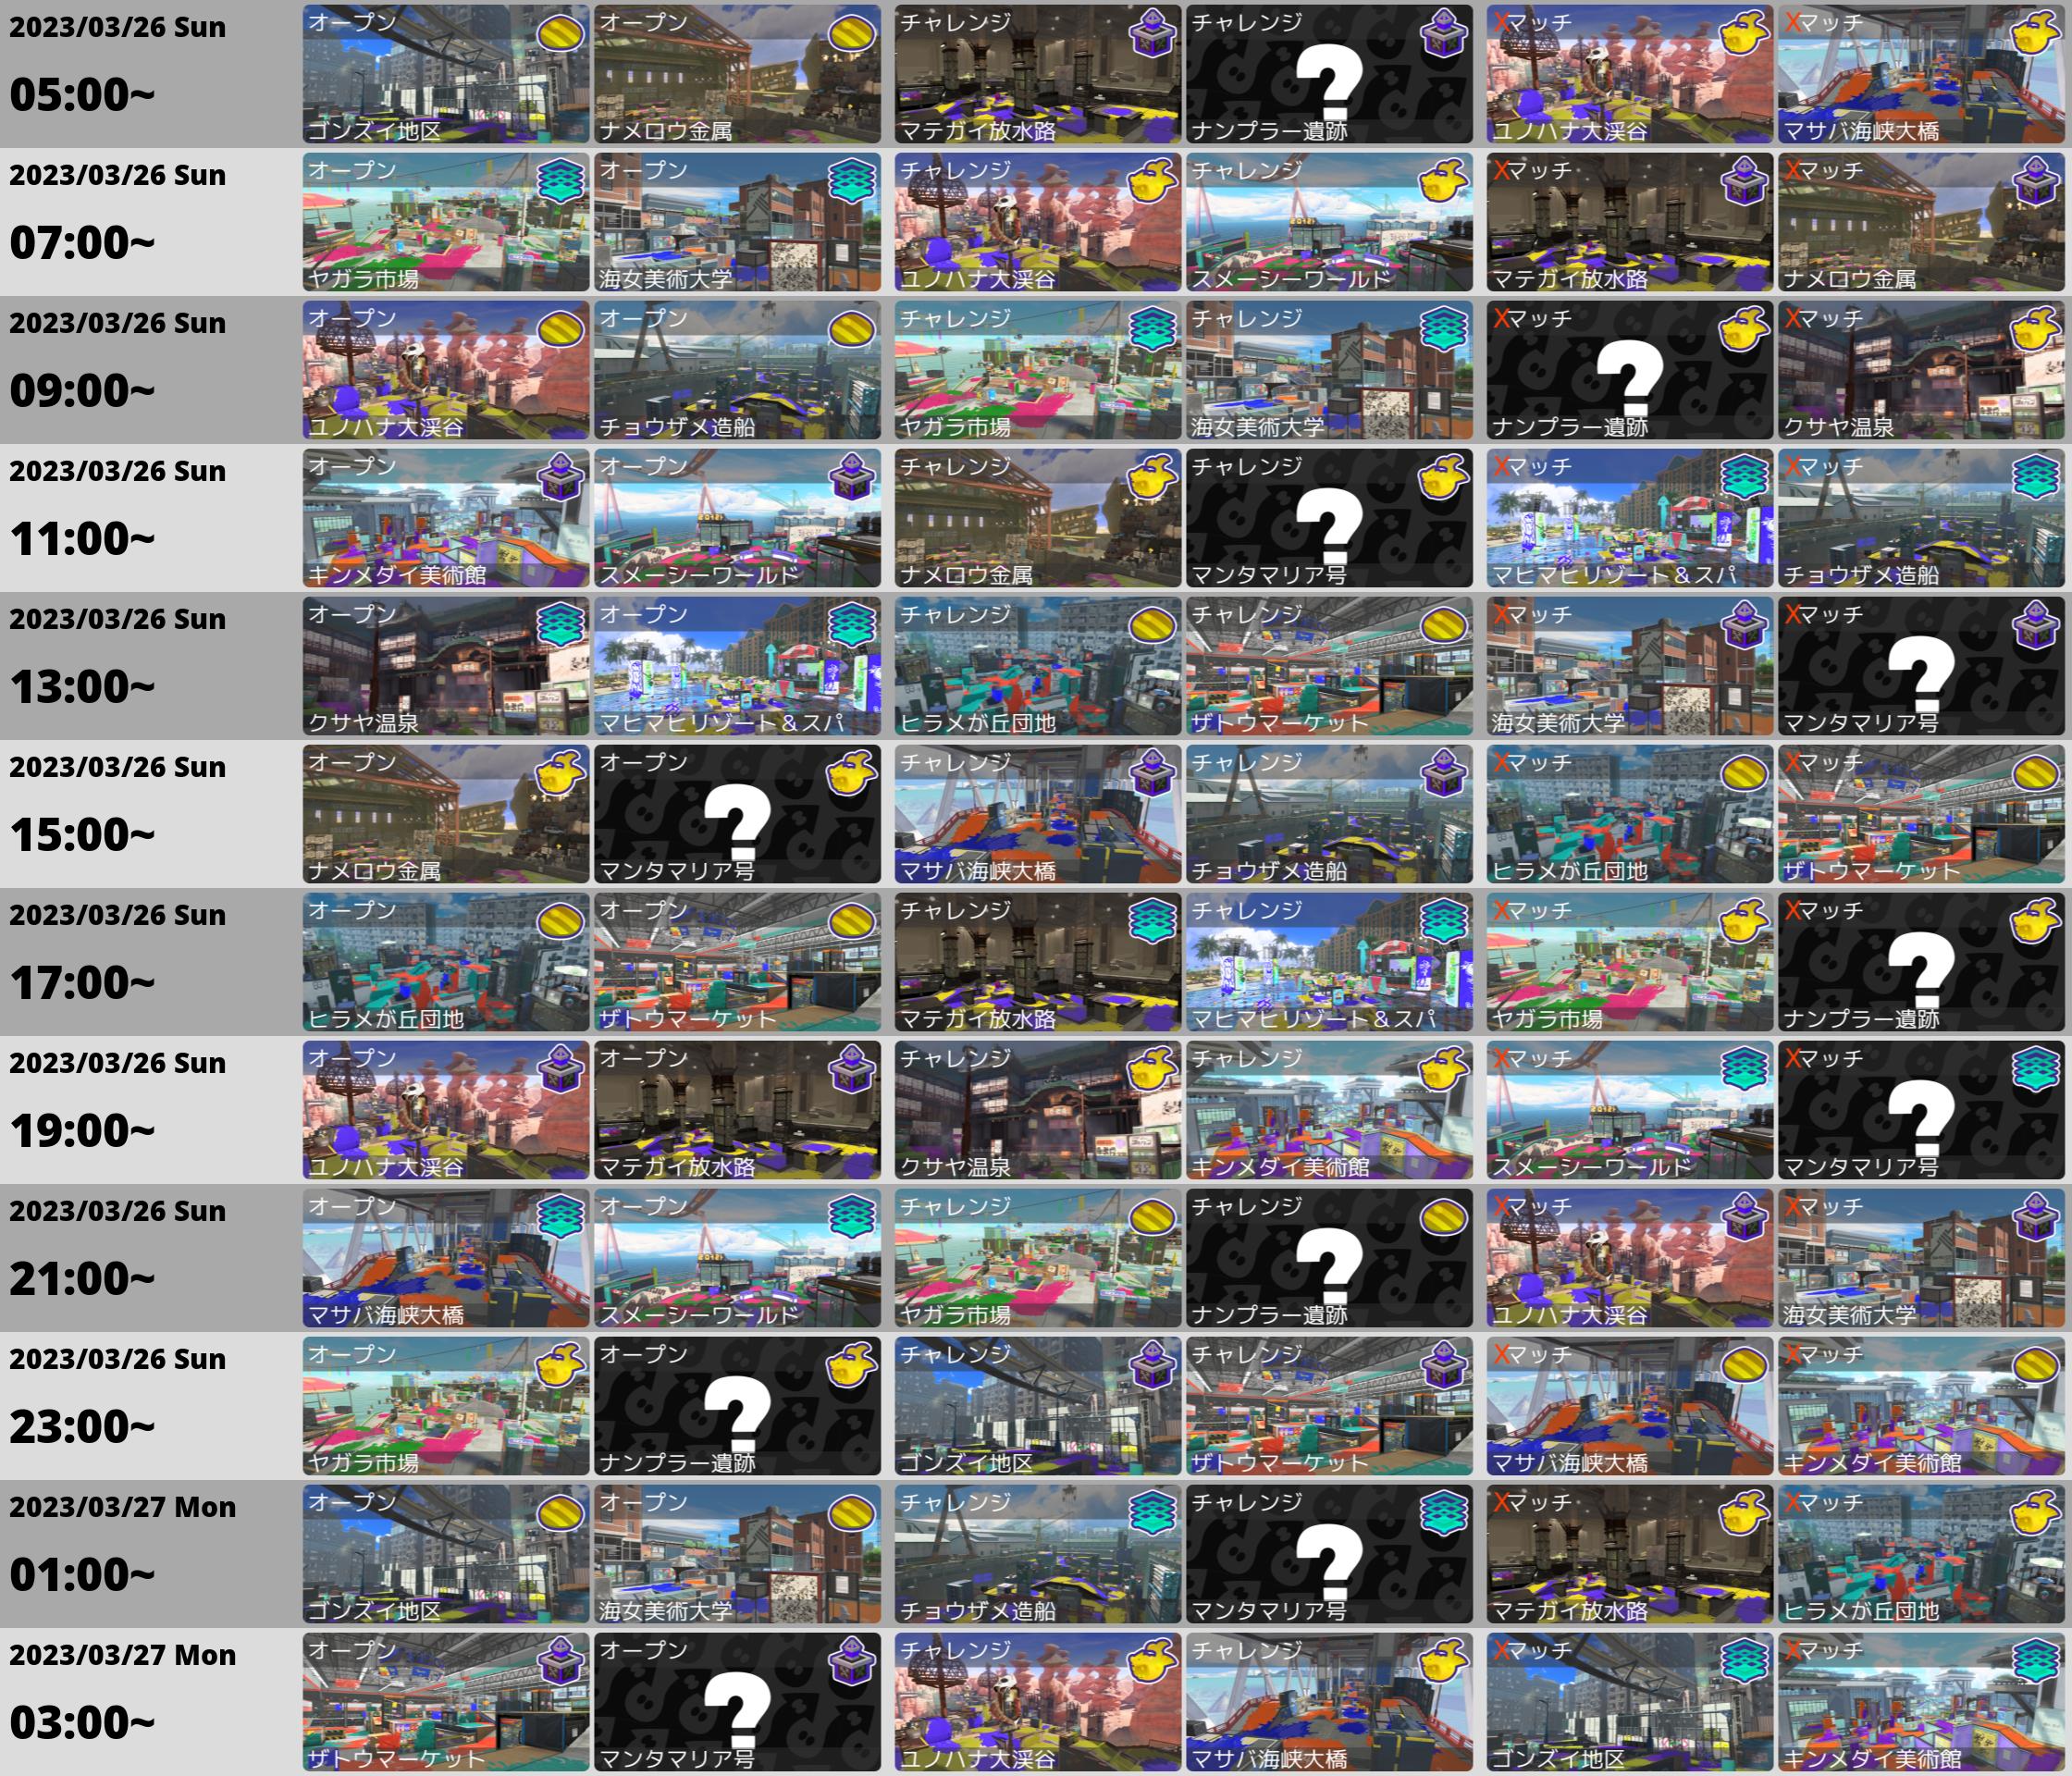 2023/03/26 Sun
05:00~
オープン オープン チャレンジ チャレンジ Xマッチ Xマッチ
ゴンズイ地区 ナメロウ金属 マテガイ放水路 ナンプラー遺跡 ユノハナ大渓谷 マサバ海峡大橋
2023/03/26 Sun
07:00~
オープン オープン チャレンジ チャレンジ Xマッチ Xマッチ
ヤガラ市場 海女美術大学 ユノハナ大渓谷 スメーシーワールド マテガイ放水路 ナメロウ金属
2023/03/26 Sun
09:00~
オープン オープン チャレンジ チャレンジ Xマッチ Xマッチ
ユノハナ大渓谷 チョウザメ造船 ヤガラ市場 海女美術大学 ナンプラー遺跡 クサヤ温泉
2023/03/26 Sun
11:00~
オープン オープン チャレンジ チャレンジ Xマッチ Xマッチ
キンメダイ美術館 スメーシーワールド ナメロウ金属 マンタマリア号 マヒマヒリゾート&スパ チョウザメ造船
2023/03/26 Sun
13:00~
オープン オープン チャレンジ チャレンジ Xマッチ Xマッチ
クサヤ温泉 マヒマヒリゾート&スパ ヒラメが丘団地 ザトウマーケット 海女美術大学 マンタマリア号
2023/03/26 Sun
15:00~
オープン オープン チャレンジ チャレンジ Xマッチ Xマッチ
ナメロウ金属 マンタマリア号 マサバ海峡大橋 チョウザメ造船 ヒラメが丘団地 ザトウマーケット
2023/03/26 Sun
17:00~
オープン オープン チャレンジ チャレンジ Xマッチ Xマッチ
ヒラメが丘団地 ザトウマーケット マテガイ放水路 マヒマヒリゾート&スパ ヤガラ市場 ナンプラー遺跡
2023/03/26 Sun
19:00~
オープン オープン チャレンジ チャレンジ Xマッチ Xマッチ
ユノハナ大渓谷 マテガイ放水路 クサヤ温泉 キンメダイ美術館 スメーシーワールド マンタマリア号
2023/03/26 Sun
21:00~
オープン オープン チャレンジ チャレンジ Xマッチ Xマッチ
マサバ海峡大橋 スメーシーワールド ヤガラ市場 ナンプラー遺跡 ユノハナ大渓谷 海女美術大学
2023/03/26 Sun
23:00~
オープン オープン チャレンジ チャレンジ Xマッチ Xマッチ
ヤガラ市場 ナンプラー遺跡 ゴンズイ地区 ザトウマーケット マサバ海峡大橋 キンメダイ美術館
2023/03/27 Mon
01:00~
オープン オープン チャレンジ チャレンジ Xマッチ Xマッチ
ゴンズイ地区 海女美術大学 チョウザメ造船 マンタマリア号 マテガイ放水路 ヒラメが丘団地
2023/03/27 Mon
03:00~
オープン オープン チャレンジ チャレンジ Xマッチ Xマッチ
ザトウマーケット マンタマリア号 ユノハナ大渓谷 マサバ海峡大橋 ゴンズイ地区 キンメダイ美術館